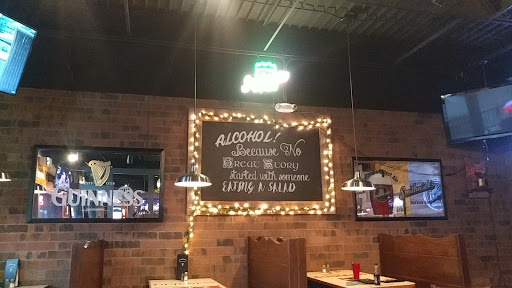 ALCOHOL!
Because No
Great Story
started with someone
EATING A SALAD
GUINNESS